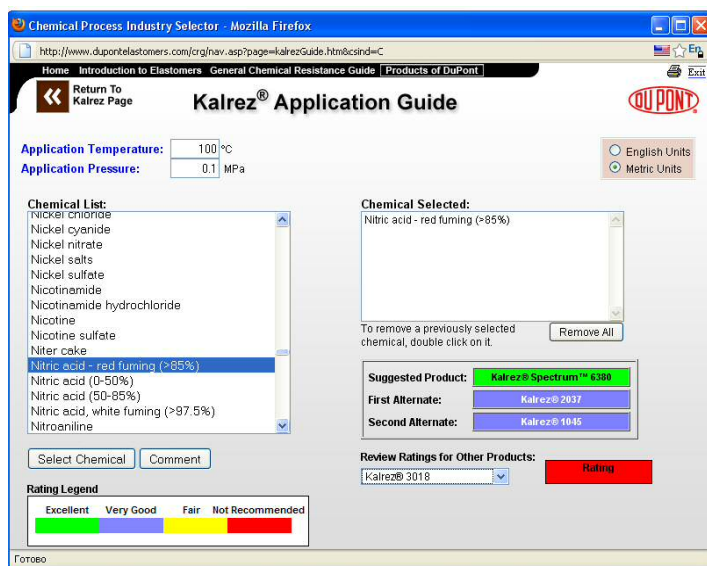 Chemical Process Industry Selector - Mozilla Firefox
http://www.dupontelastomers.com/crg/nav.asp?page=kalrezGuide.htm&csind=C
En
Home Introduction to Elastomers General Chemical Resistance Guide Products of DuPont
Exit
Return To
Kalrez Page
Kalrez® Application Guide
DUPONT
Application Temperature: 100 °C
Application Pressure: 0.1 MPa
English Units
Metric Units
Chemical List:
Nickel chloride
Nickel cyanide
Nickel nitrate
Nickel salts
Nickel sulfate
Nicotinamide
Nicotinamide hydrochloride
Nicotine
Nicotine sulfate
Niter cake
Nitric acid - red fuming (>85%)
Nitric acid (0-50%)
Nitric acid (50-85%)
Nitric acid, white fuming (>97.5%)
Nitroaniline
Select Chemical Comment
Chemical Selected:
Nitric acid - red fuming (>85%)
To remove a previously selected
chemical, double click on it.
Remove All
Suggested Product: Kalrez® Spectrum™ 6380
First Alternate: Kalrez® 2037
Second Alternate: Kalrez® 1045
Review Ratings for Other Products:
Kalrez® 3018
Rating
Rating Legend
Excellent Very Good Fair Not Recommended
Готово